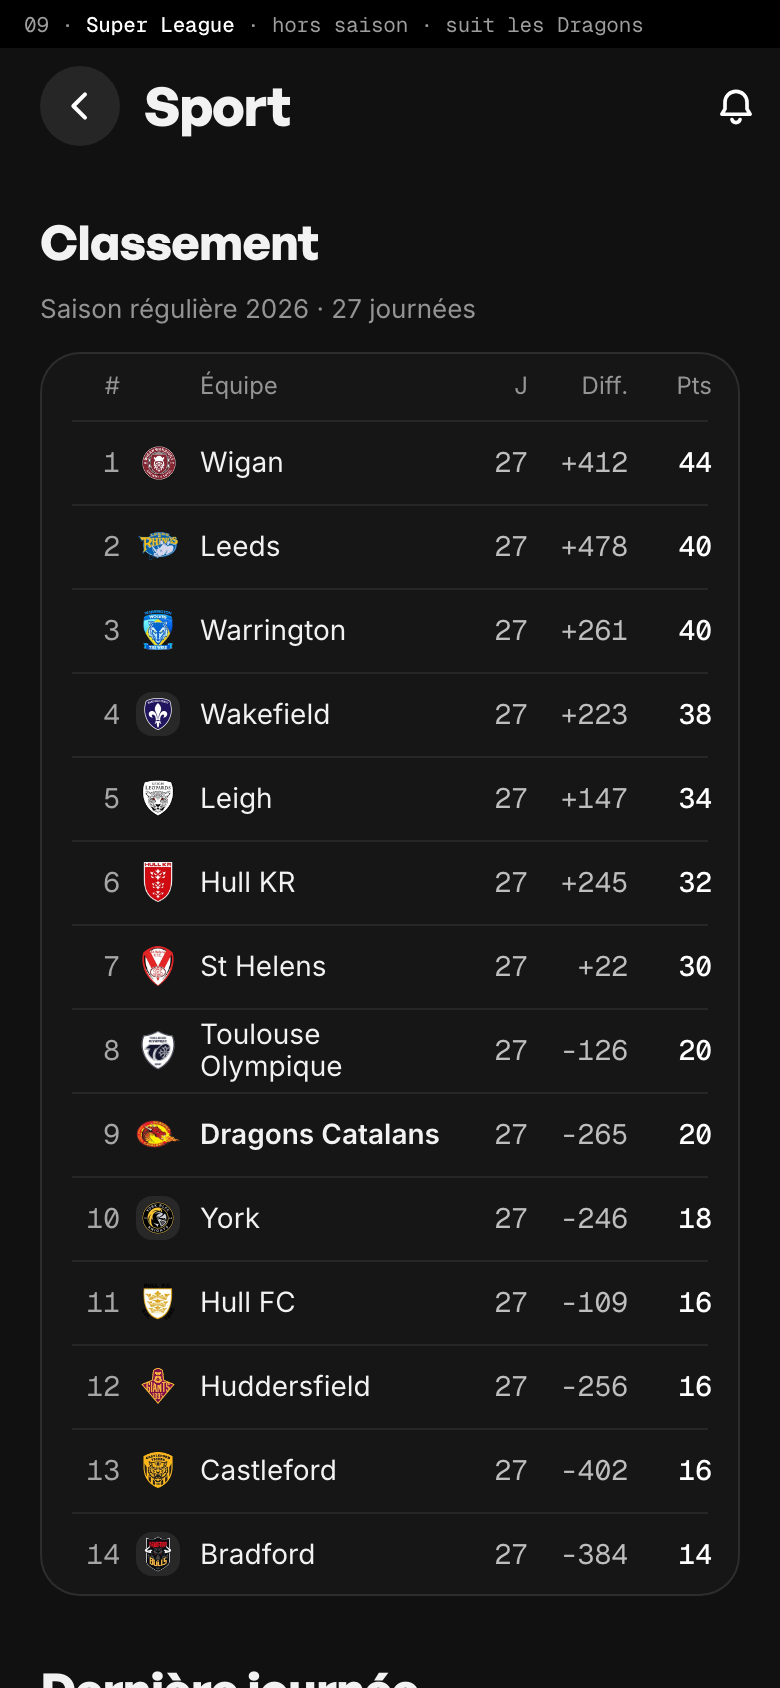 09 · Super League · hors saison · suit les Dragons
Sport
Classement
Saison régulière 2026 · 27 journées
# Équipe J Diff. Pts
1 Wigan 27 +412 44
2 Leeds 27 +478 40
3 Warrington 27 +261 40
4 Wakefield 27 +223 38
5 Leigh 27 +147 34
6 Hull KR 27 +245 32
7 St Helens 27 +22 30
8 Toulouse Olympique 27 -126 20
9 Dragons Catalans 27 -265 20
10 York 27 -246 18
11 Hull FC 27 -109 16
12 Huddersfield 27 -256 16
13 Castleford 27 -402 16
14 Bradford 27 -384 14
Dernière journée